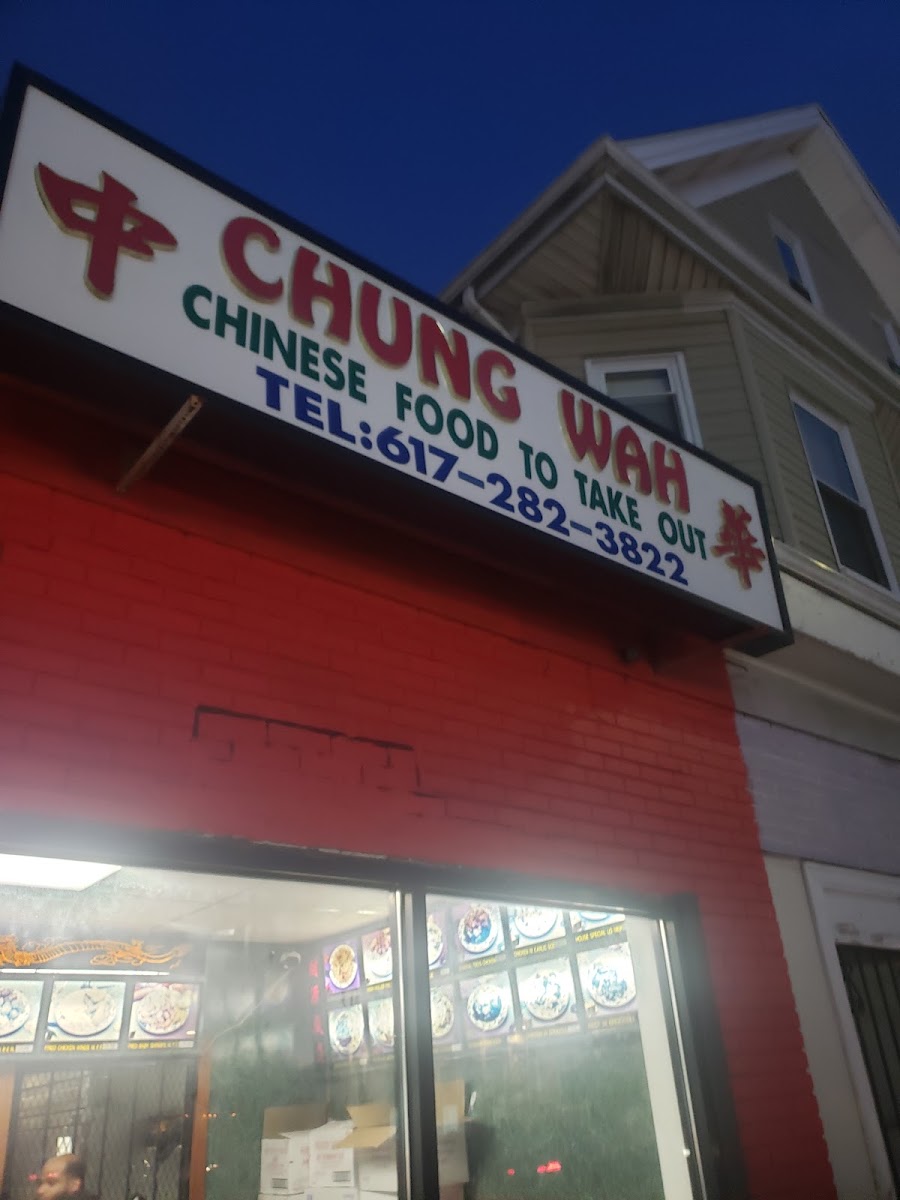 中 CHUNG WAH 華
CHINESE FOOD TO TAKE OUT
TEL:617-282-3822